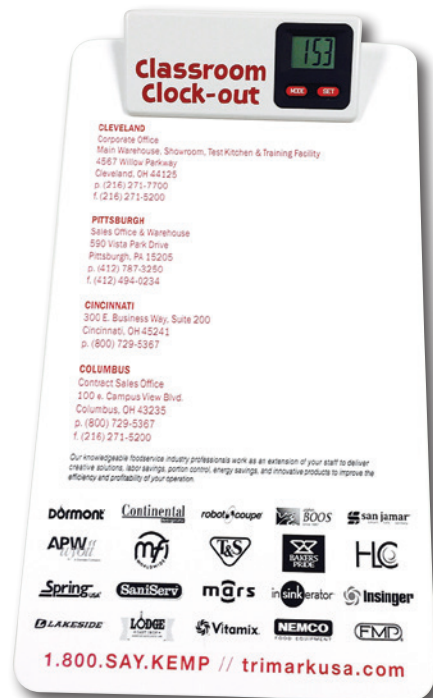 153
classroom
clock-out
MODE
SET
CLEVELAND
Corporate Office
Main Warehouse, Showroom, Test Kitchen & Training Facility
4567 Willow Parkway
Cleveland, OH 44125
p. (216) 271-7700
f. (216) 271-5200
PITTSBURGH
Sales Office & Warehouse
590 Vista Park Drive
Pittsburgh, PA 15205
p. (412) 787-3250
f. (412) 494-0234
CINCINNATI
300 E. Business Way, Suite 200
Cincinnati, OH 45241
p. (800) 729-5367
COLUMBUS
Contract Sales Office
100 e. Campus View Blvd.
Columbus, OH 43235
p. (800) 729-5367
f. (216) 271-5200
Our knowledgeable foodservice industry professionals work as an extension of your staff to deliver
creative solutions, labor savings, portion control, energy savings, and innovative products to improve the
efficiency and profitability of your operation.
DORMONT Continental robot coupe BOOS san jamar
APW Wyott mfi WORLDWIDE T&S BAKERS PRIDE HLC
Spring USA SaniServ mars insinkerator Insinger
LAKESIDE LODGE Vitamix NEMCO FOOD EQUIPMENT FMP
1.800.SAY.KEMP // trimarkusa.com